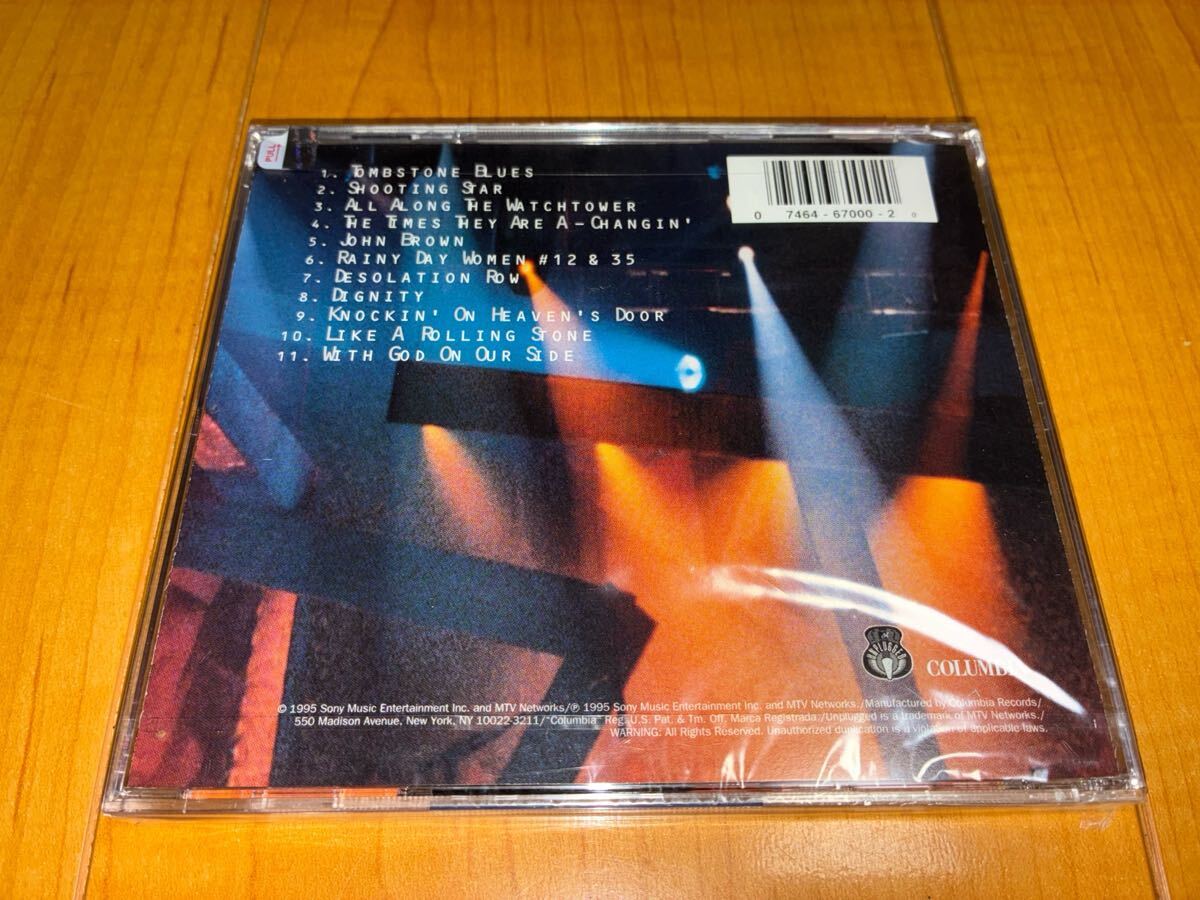 PULL
1. TOMBSTONE BLUES
2. SHOOTING STAR
3. ALL ALONG THE WATCHTOWER
4. THE TIMES THEY ARE A-CHANGIN'
5. JOHN BROWN
6. RAINY DAY WOMEN #12 & 35
7. DESOLATION ROW
8. DIGNITY
9. KNOCKIN' ON HEAVEN'S DOOR
10. LIKE A ROLLING STONE
11. WITH GOD ON OUR SIDE
0 7464-67000-2 0
UNPLUGGED
COLUMBIA
© 1995 Sony Music Entertainment Inc. and MTV Networks/℗ 1995 Sony Music Entertainment Inc. and MTV Networks./Manufactured by Columbia Records/
550 Madison Avenue, New York, NY 10022-3211/"Columbia" Reg. U.S. Pat. & Tm. Off. Marca Registrada./Unplugged is a trademark of MTV Networks./
WARNING: All Rights Reserved. Unauthorized duplication is a violation of applicable laws.